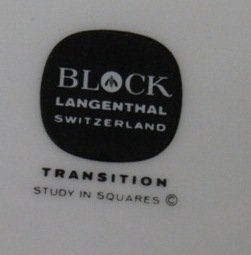 BLOCK
LANGENTHAL
SWITZERLAND
TRANSITION
STUDY IN SQUARES ©